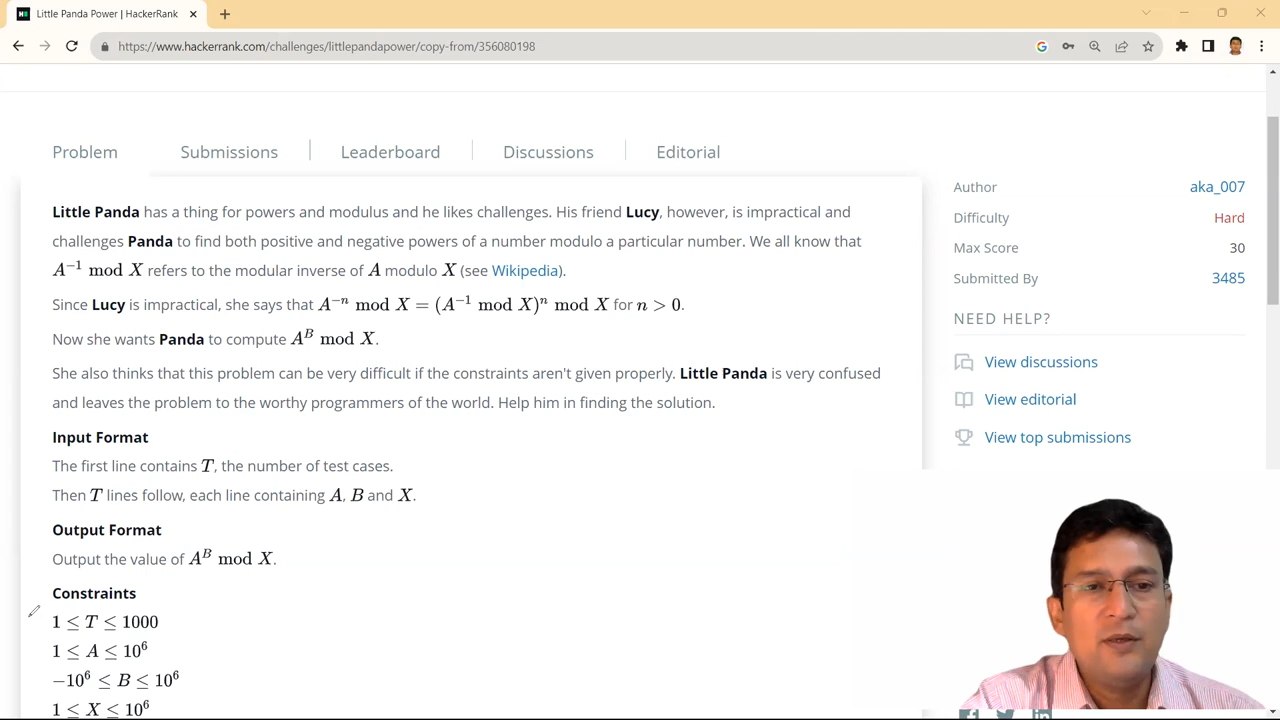 Little Panda Power | HackerRank
https://www.hackerrank.com/challenges/littlepandapower/copy-from/356080198
Problem Submissions Leaderboard Discussions Editorial
Little Panda has a thing for powers and modulus and he likes challenges. His friend Lucy, however, is impractical and
challenges Panda to find both positive and negative powers of a number modulo a particular number. We all know that
A⁻¹ mod X refers to the modular inverse of A modulo X (see Wikipedia).
Since Lucy is impractical, she says that A⁻ⁿ mod X = (A⁻¹ mod X)ⁿ mod X for n > 0.
Now she wants Panda to compute Aᴮ mod X.
She also thinks that this problem can be very difficult if the constraints aren't given properly. Little Panda is very confused
and leaves the problem to the worthy programmers of the world. Help him in finding the solution.
Input Format
The first line contains T, the number of test cases.
Then T lines follow, each line containing A, B and X.
Output Format
Output the value of Aᴮ mod X.
Constraints
1 ≤ T ≤ 1000
1 ≤ A ≤ 10⁶
−10⁶ ≤ B ≤ 10⁶
1 ≤ X ≤ 10⁶
Author aka_007
Difficulty Hard
Max Score 30
Submitted By 3485
NEED HELP?
View discussions
View editorial
View top submissions